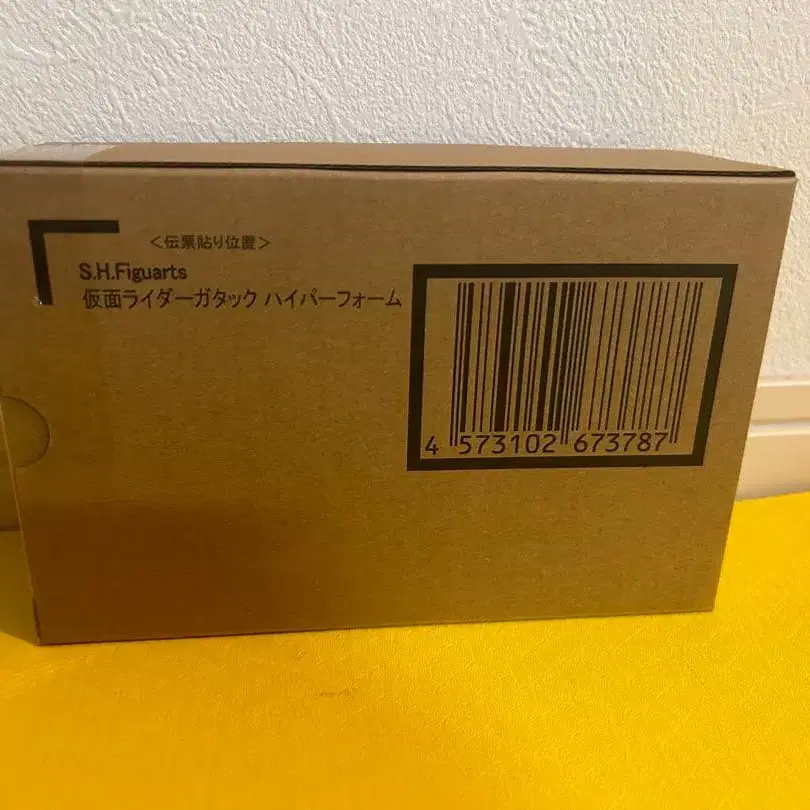 ＜伝票貼り位置＞
S.H.Figuarts
仮面ライダーガタック ハイパーフォーム
4 573102 673787